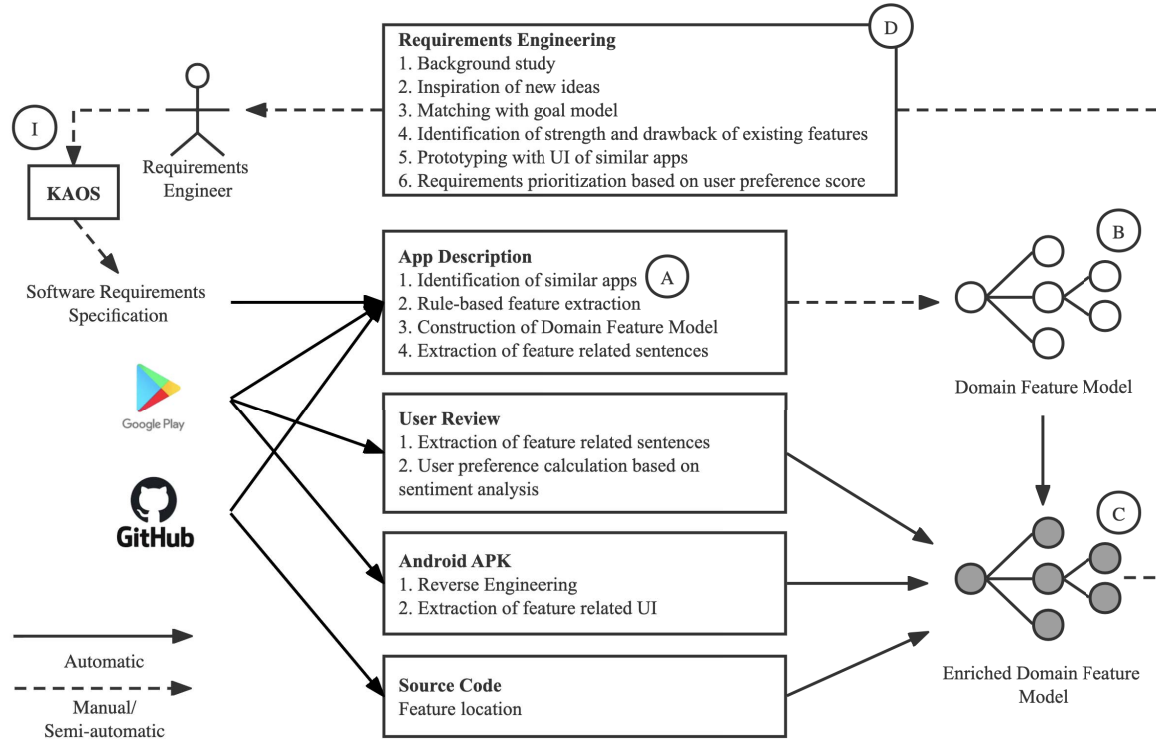 D
Requirements Engineering
1. Background study
2. Inspiration of new ideas
3. Matching with goal model
4. Identification of strength and drawback of existing features
5. Prototyping with UI of similar apps
6. Requirements prioritization based on user preference score
I
Requirements
Engineer
KAOS
Software Requirements
Specification
Google Play
GitHub
App Description
A
1. Identification of similar apps
2. Rule-based feature extraction
3. Construction of Domain Feature Model
4. Extraction of feature related sentences
User Review
1. Extraction of feature related sentences
2. User preference calculation based on
sentiment analysis
Android APK
1. Reverse Engineering
2. Extraction of feature related UI
Source Code
Feature location
B
Domain Feature Model
C
Enriched Domain Feature
Model
Automatic
Manual/
Semi-automatic